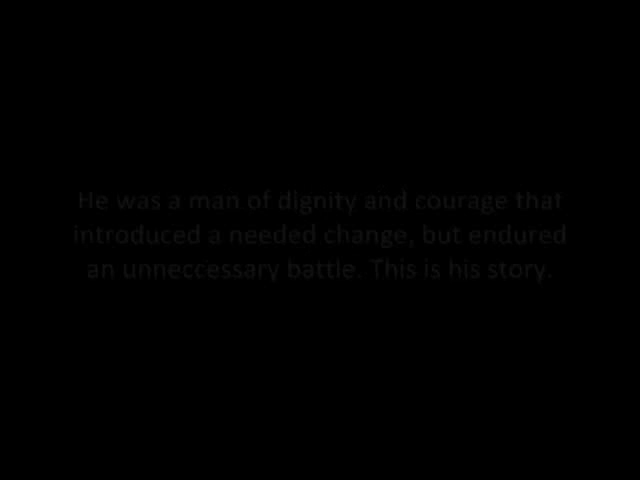 He was a man of dignity and courage that
introduced a needed change, but endured
an unneccessary battle. This is his story.